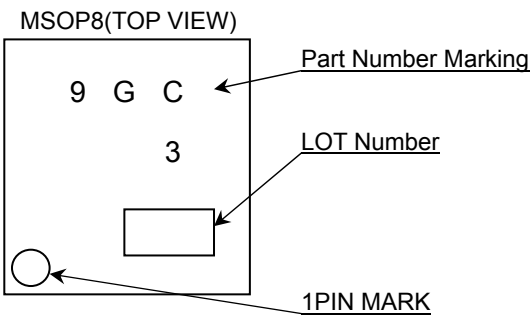 MSOP8(TOP VIEW)
Part Number Marking
9 G C
LOT Number
3
1PIN MARK